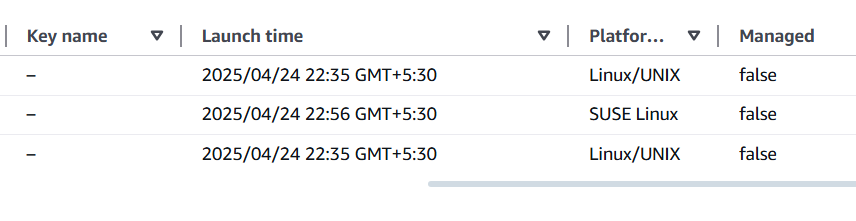 Key name Launch time Platfor... Managed
– 2025/04/24 22:35 GMT+5:30 Linux/UNIX false
– 2025/04/24 22:56 GMT+5:30 SUSE Linux false
– 2025/04/24 22:35 GMT+5:30 Linux/UNIX false